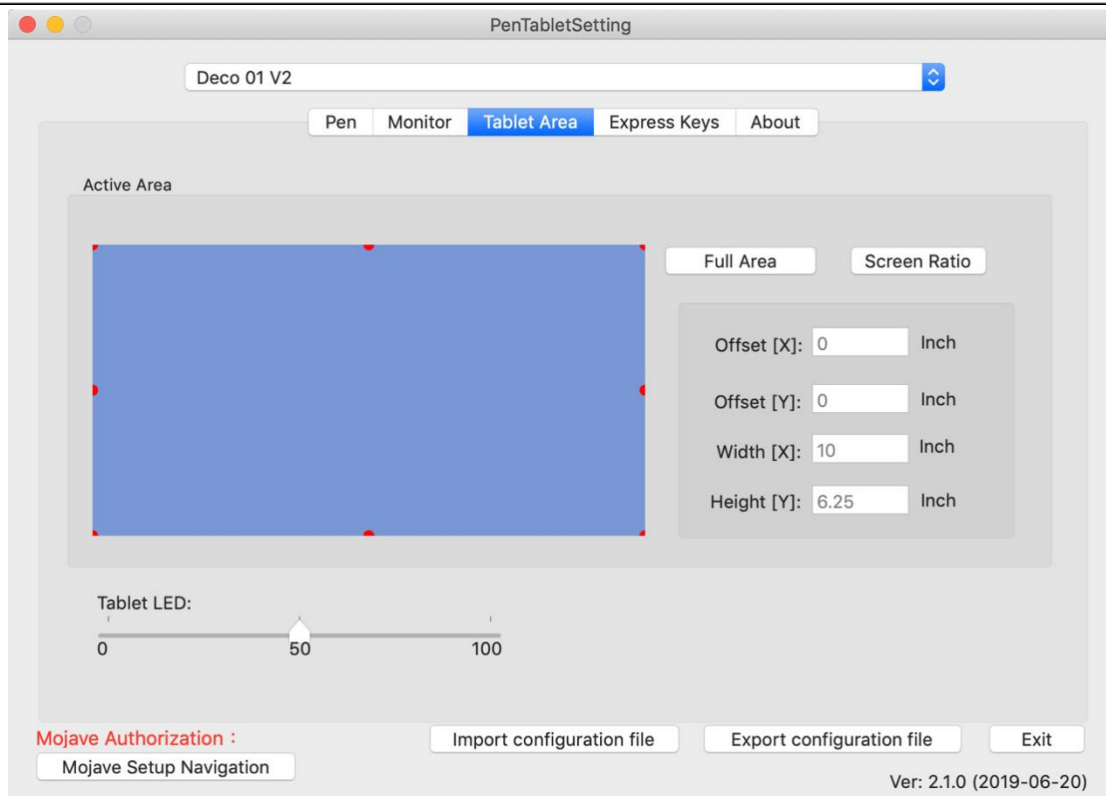 PenTabletSetting
Deco 01 V2
Pen Monitor Tablet Area Express Keys About
Active Area
Full Area Screen Ratio
Offset [X]: 0 Inch
Offset [Y]: 0 Inch
Width [X]: 10 Inch
Height [Y]: 6.25 Inch
Tablet LED:
0 50 100
Mojave Authorization：
Import configuration file Export configuration file Exit
Mojave Setup Navigation
Ver: 2.1.0 (2019-06-20)